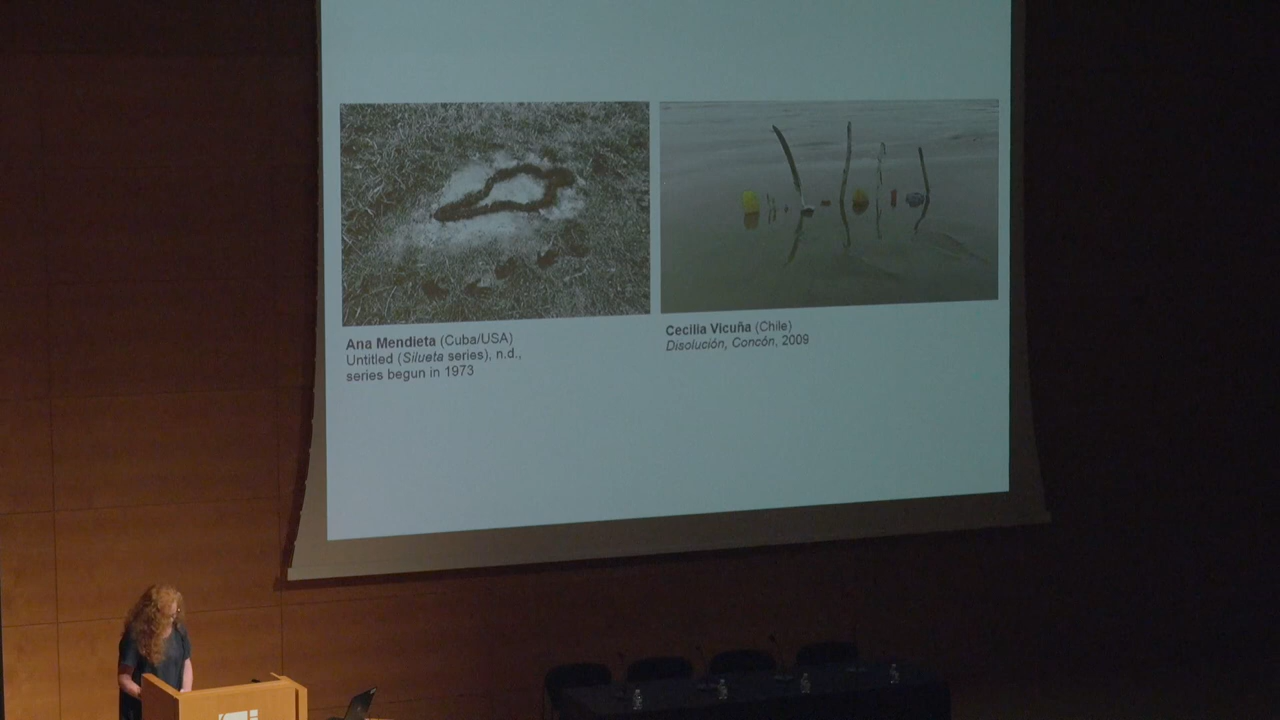 Ana Mendieta (Cuba/USA)
Untitled (Silueta series), n.d.,
series begun in 1973
Cecilia Vicuña (Chile)
Disolución, Concón, 2009